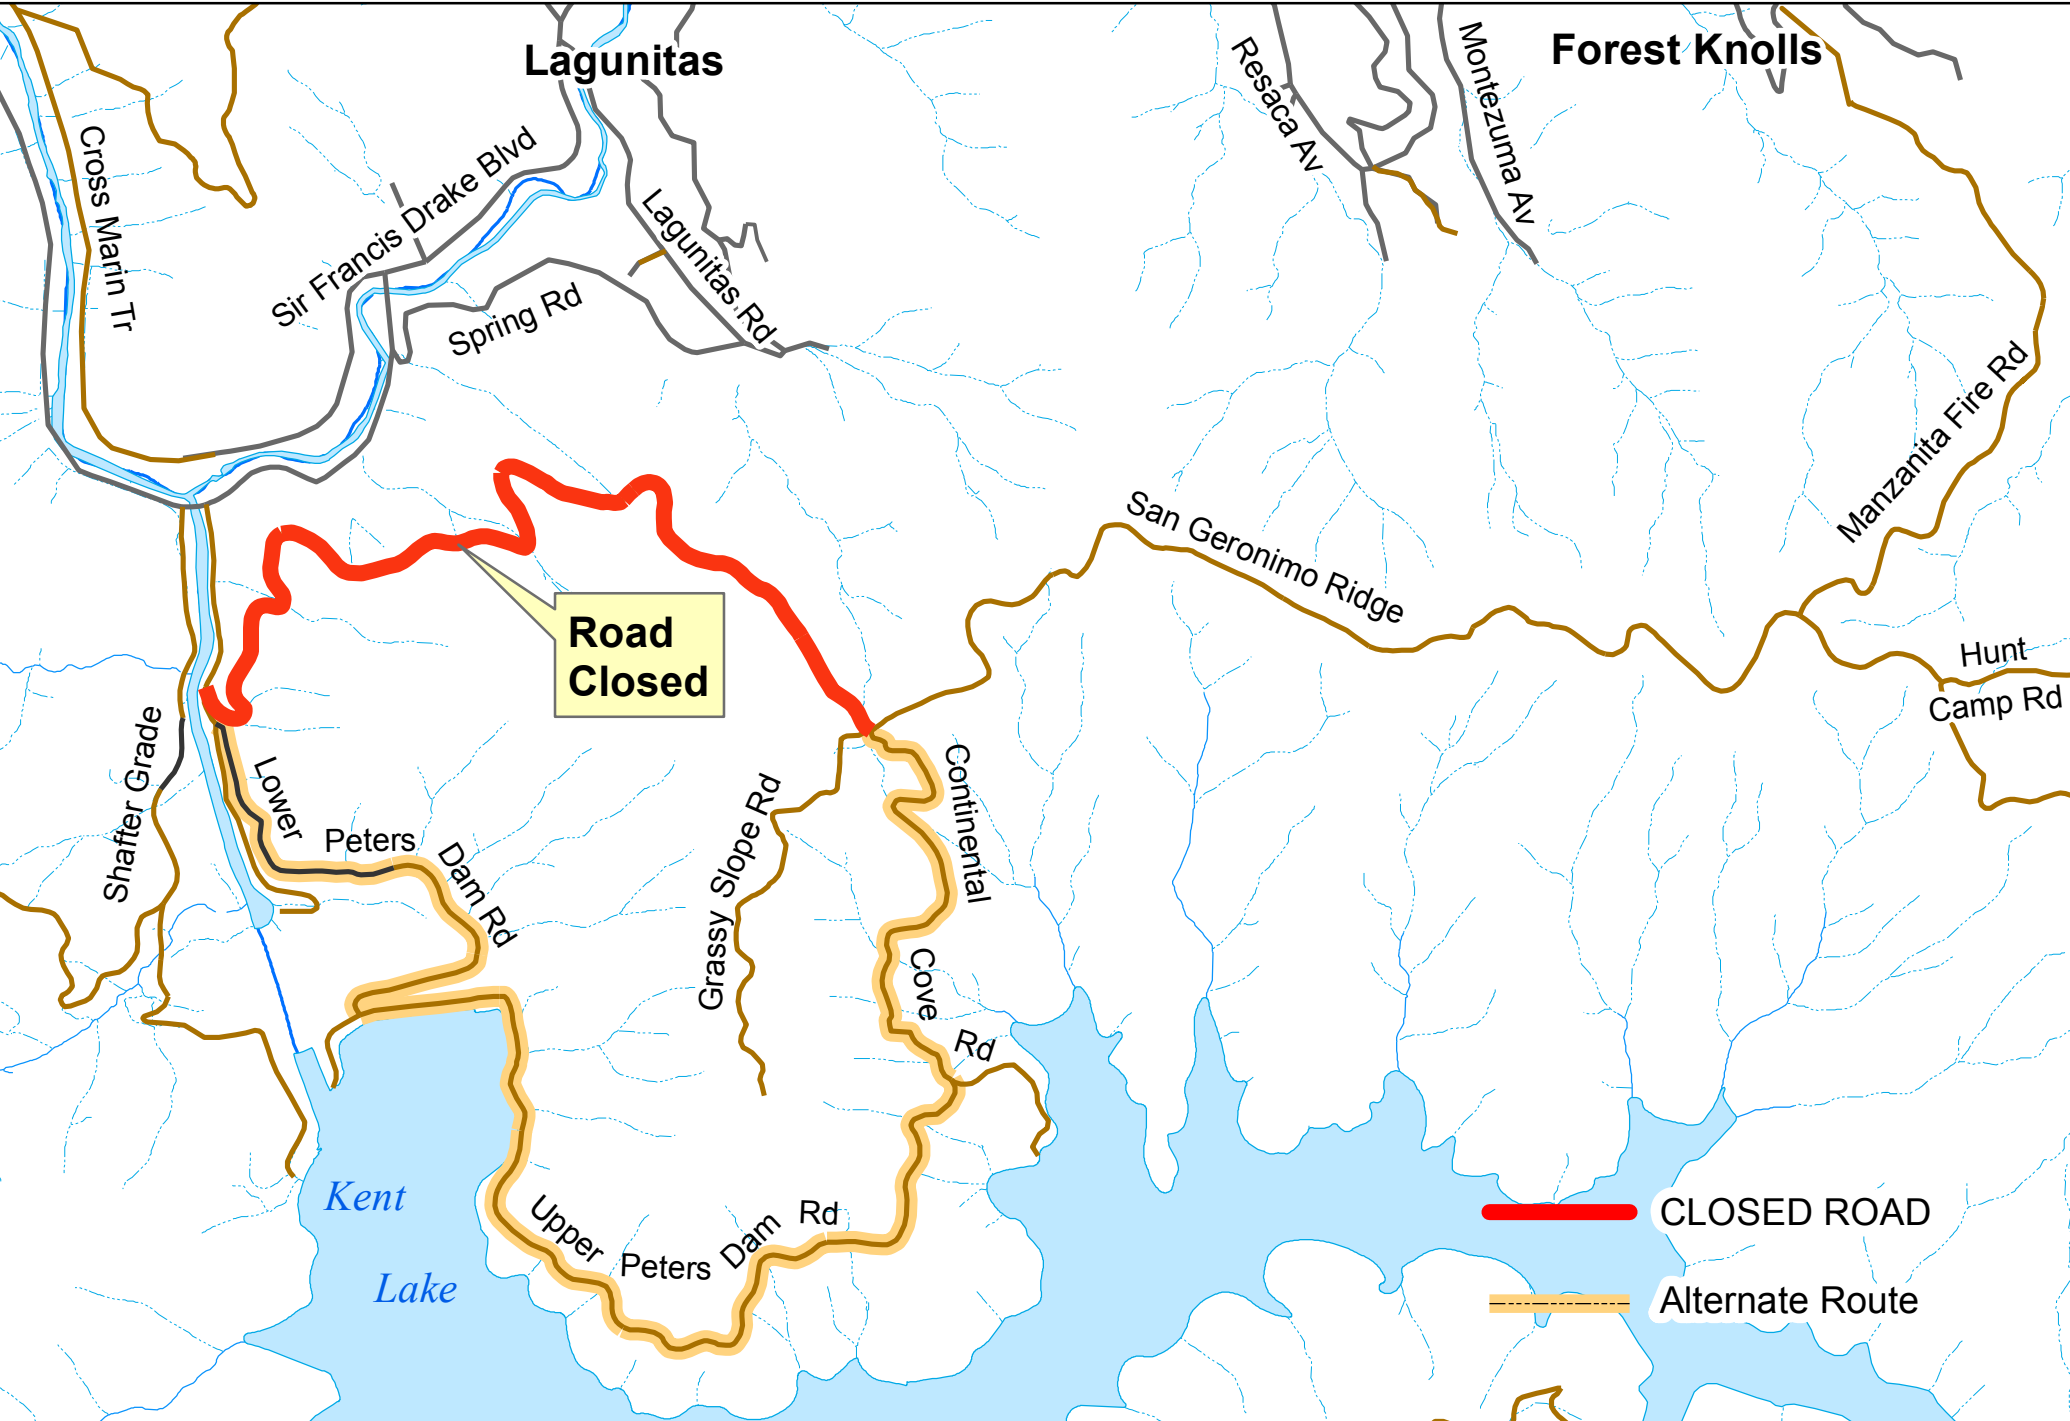 Lagunitas
Forest Knolls
Resaca Av
Montezuma Av
Cross Marin Tr
Sir Francis Drake Blvd
Lagunitas Rd
Spring Rd
Manzanita Fire Rd
San Geronimo Ridge
Road
Closed
Hunt
Camp Rd
Shafter Grade
Lower
Peters
Dam Rd
Grassy Slope Rd
Continental
Cove
Rd
Kent
Lake
Upper
Peters
Dam
Rd
CLOSED ROAD
Alternate Route